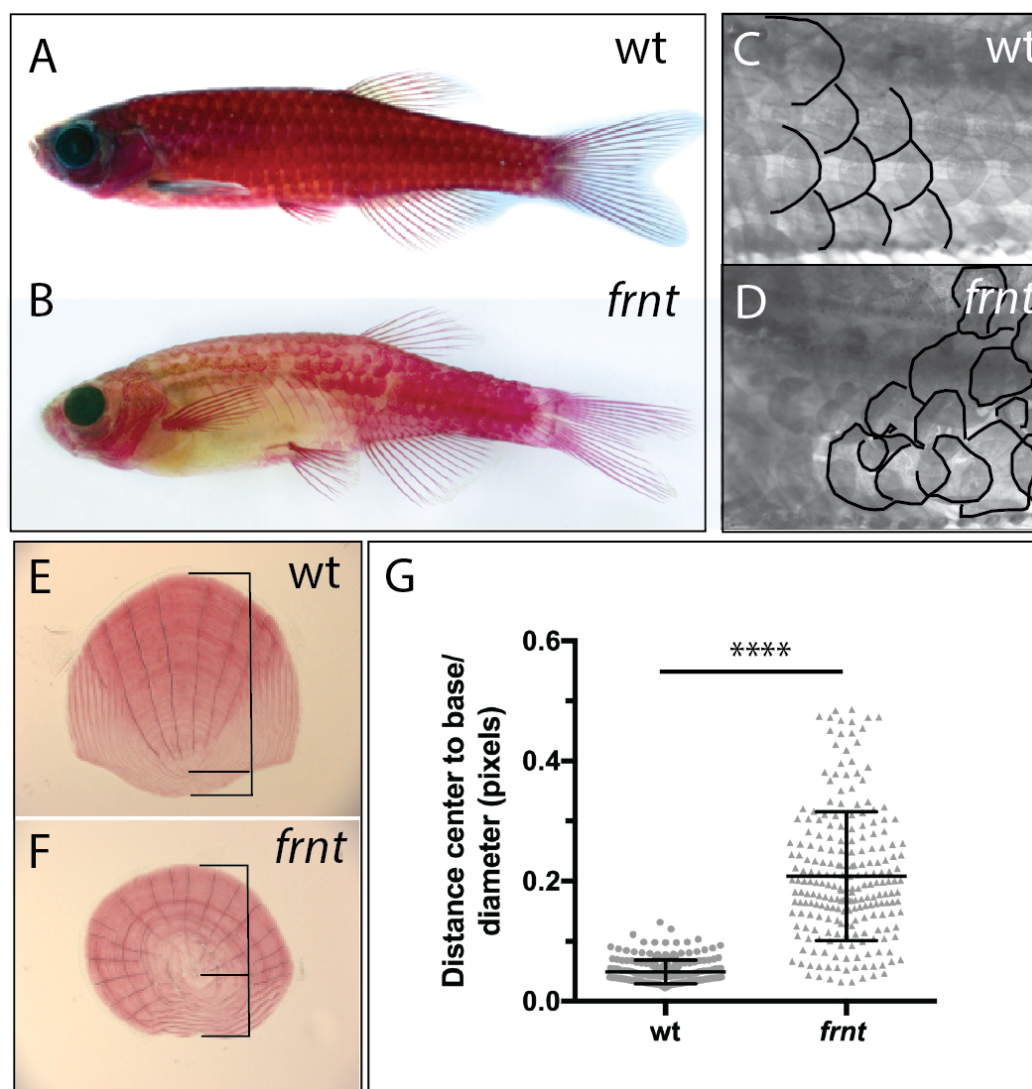 A
wt
B
frnt
C
wt
D
frnt
E
wt
F
frnt
G
Distance center to base/
diameter (pixels)
0.6
0.4
0.2
0.0
****
wt
frnt